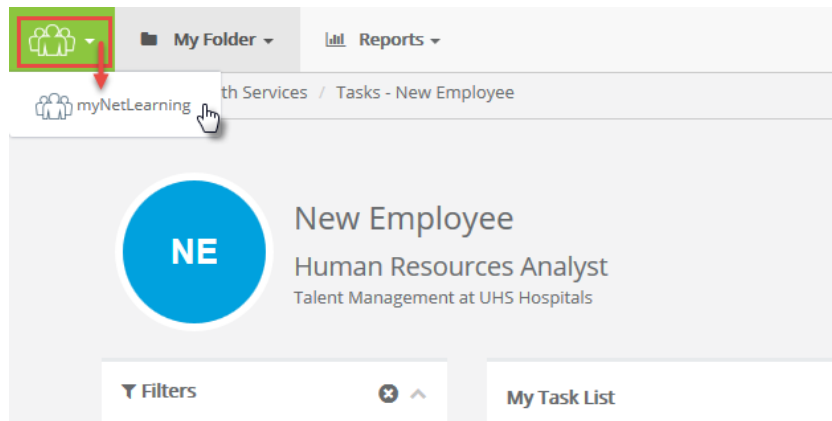 My Folder Reports
myNetLearning th Services / Tasks - New Employee
NE
New Employee
Human Resources Analyst
Talent Management at UHS Hospitals
Filters
My Task List